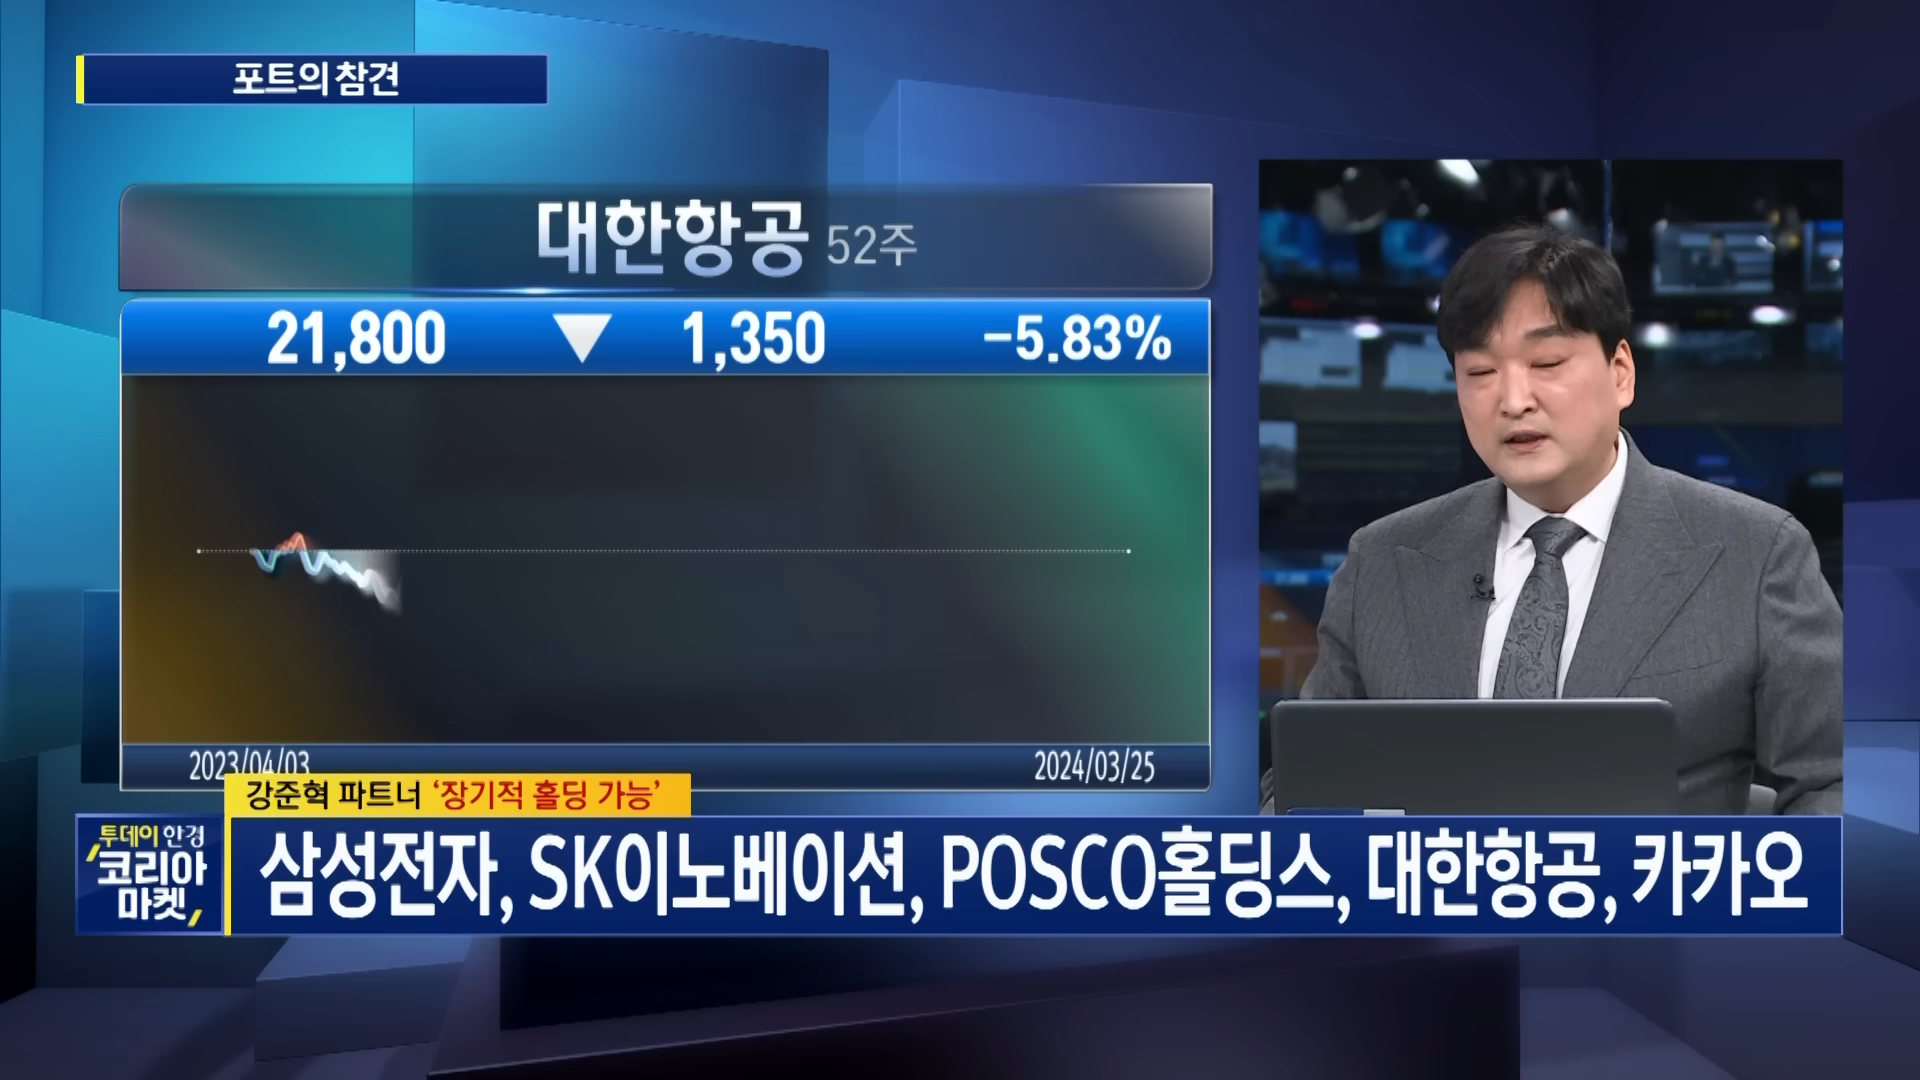 포트의 참견
대한항공 52주
21,800 ▼ 1,350 -5.83%
2023/04/03 2024/03/25
강준혁 파트너 ‘장기적 홀딩 가능’
투데이 한경
코리아
마켓
삼성전자, SK이노베이션, POSCO홀딩스, 대한항공, 카카오